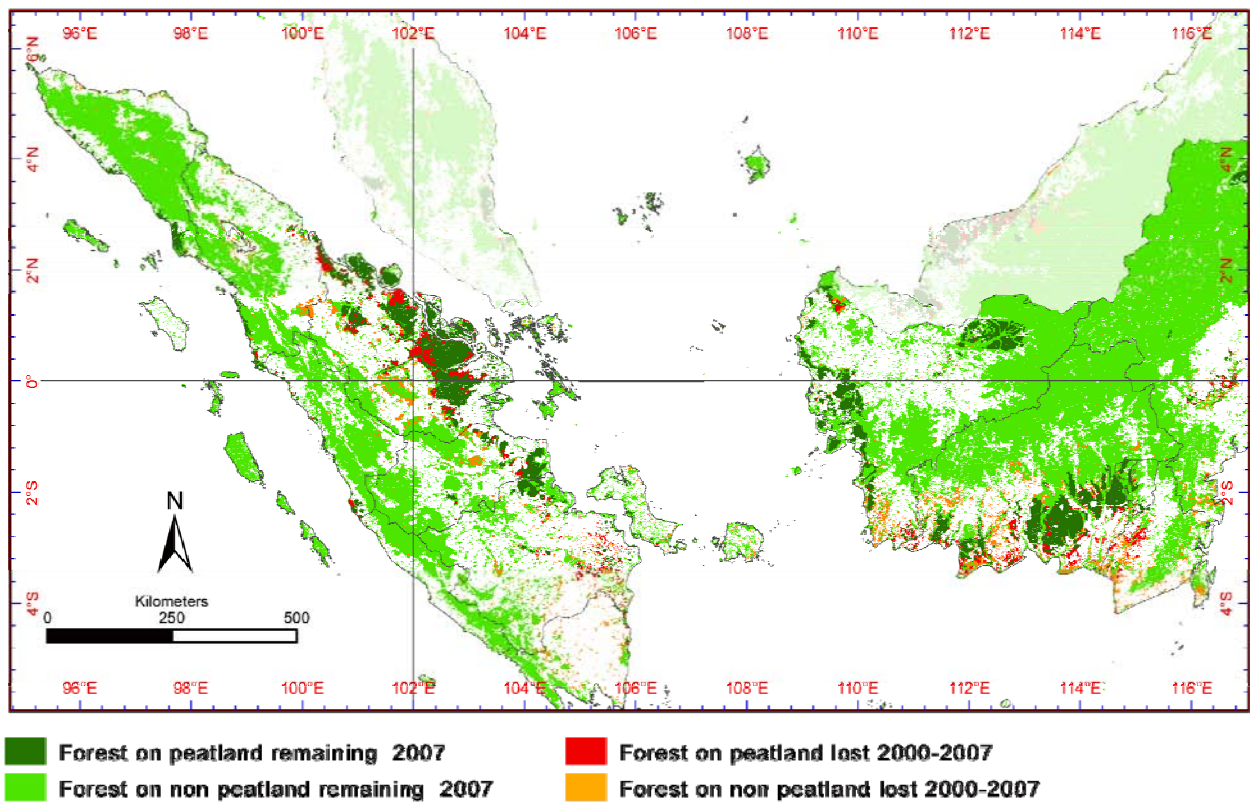 96°E 98°E 100°E 102°E 104°E 106°E 108°E 110°E 112°E 114°E 116°E
6°N
4°N 4°N
2°N 2°N
0° 0°
2°S 2°S
N
Kilometers
0 250 500
4°S 4°S
96°E 98°E 100°E 102°E 104°E 106°E 108°E 110°E 112°E 114°E 116°E
Forest on peatland remaining 2007 Forest on peatland lost 2000-2007
Forest on non peatland remaining 2007 Forest on non peatland lost 2000-2007